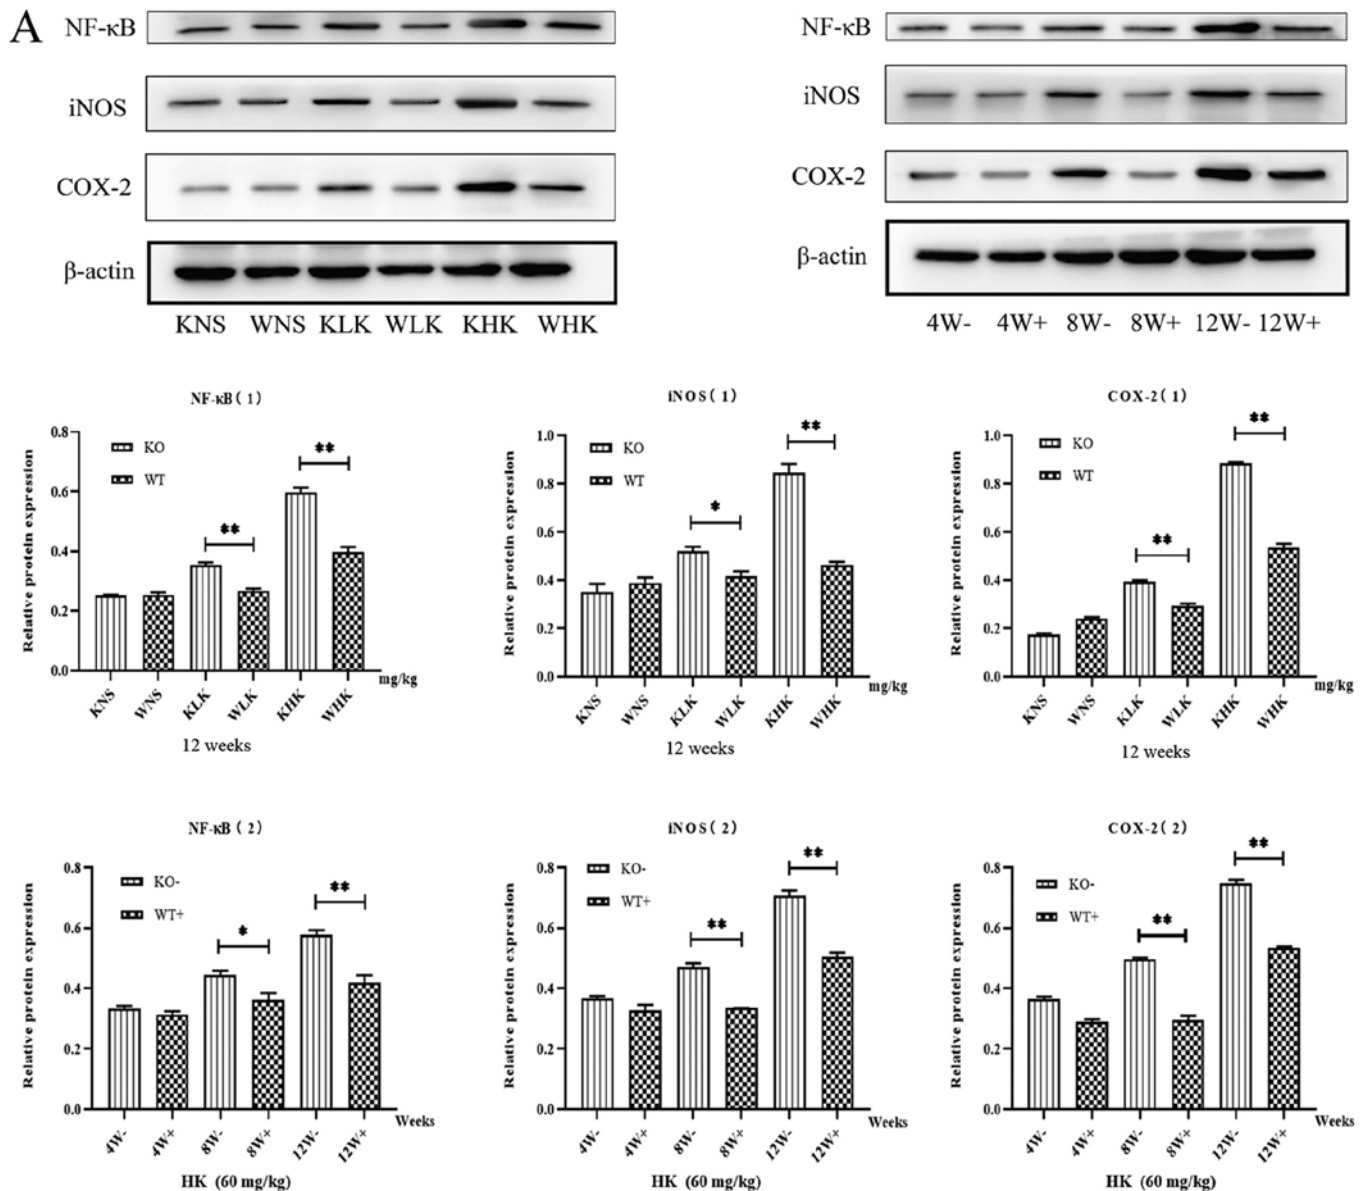 A
NF-κB
iNOS
COX-2
β-actin
KNS WNS KLK WLK KHK WHK
NF-κB
iNOS
COX-2
β-actin
4W- 4W+ 8W- 8W+ 12W- 12W+
NF-κB( 1)
Relative protein expression
0.8
0.6
0.4
0.2
0.0
KO
WT
**
**
KNS WNS KLK WLK KHK WHK
mg/kg
12 weeks
iNOS( 1)
Relative protein expression
1.0
0.8
0.6
0.4
0.2
0.0
KO
WT
*
**
KNS WNS KLK WLK KHK WHK
mg/kg
12 weeks
COX-2( 1)
Relative protein expression
1.0
0.8
0.6
0.4
0.2
0.0
KO
WT
**
**
KNS WNS KLK WLK KHK WHK
mg/kg
12 weeks
NF-κB( 2)
Relative protein expression
0.8
0.6
0.4
0.2
0.0
KO-
WT+
*
**
4W- 4W+ 8W- 8W+ 12W- 12W+
Weeks
HK (60 mg/kg)
iNOS( 2)
Relative protein expression
0.8
0.6
0.4
0.2
0.0
KO-
WT+
**
**
4W- 4W+ 8W- 8W+ 12W- 12W+
Weeks
HK (60 mg/kg)
COX-2( 2)
Relative protein expression
0.8
0.6
0.4
0.2
0.0
KO-
WT+
**
**
4W- 4W+ 8W- 8W+ 12W- 12W+
Weeks
HK (60 mg/kg)